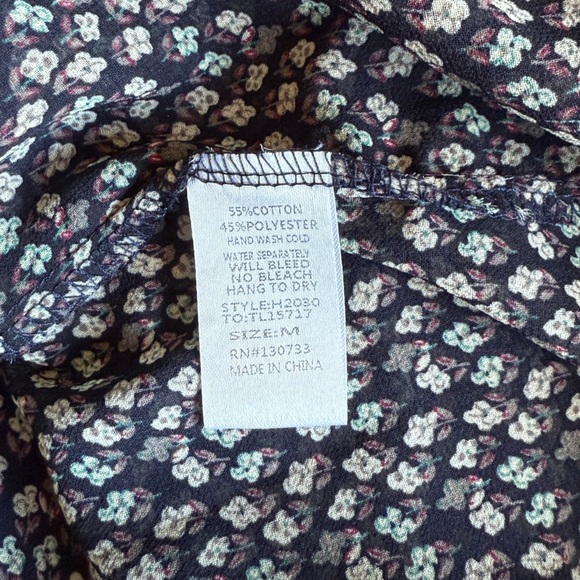 55%COTTON
45%POLYESTER
HAND WASH COLD
WATER SEPARATELY
WILL BLEED
NO BLEACH
HANG TO DRY
STYLE:H2030
TO:TL15717
SIZE:M
RN#130733
MADE IN CHINA